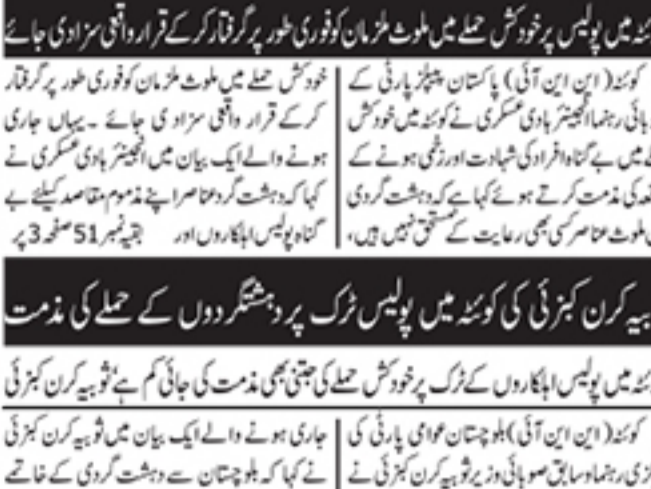 ئٹہ میں پولیس پر خودکش حملے میں ملوث ملزمان کو فوری طور پر گرفتار کرکے قرار واقعی سزا دی جائے
کوئٹہ (این این آئی) پاکستان پیپلز پارٹی کے
بائی رہنما انجینئر ہادی عسکری نے کوئٹہ میں خودکش
لے میں بے گناہ افراد کی شہادت اور زخمی ہونے کے
قعہ کی مذمت کرتے ہوئے کہا ہے کہ دہشت گردی
ں ملوث عناصر کسی بھی رعایت کے مستحق نہیں ہیں،
خودکش حملے میں ملوث ملزمان کو فوری طور پر گرفتار
کرکے قرار واقعی سزا دی جائے ۔ یہاں جاری
ہونے والے ایک بیان میں انجینئر ہادی عسکری نے
کہا کہ دہشت گرد عناصر اپنے مذموم مقاصد کیلئے بے
گناہ پولیس اہلکاروں اور بقیہ نمبر 51 صفحہ 3 پر
بیہ کرن کبزئی کی کوئٹہ میں پولیس ٹرک پر دہشتگردوں کے حملے کی مذمت
ئٹہ میں پولیس اہلکاروں کے ٹرک پر خودکش حملے کی جتنی بھی مذمت کی جائی کم ہے، ثوبیہ کرن کبزئی
کوئٹہ (این این آئی) بلوچستان عوامی پارٹی کی
زی رہنما و سابق صوبائی وزیر ثوبیہ کرن کبزئی نے
جاری ہونے والے ایک بیان میں ثوبیہ کرن کبزئی
نے کہا کہ بلوچستان سے دہشت گردی کے خاتمے